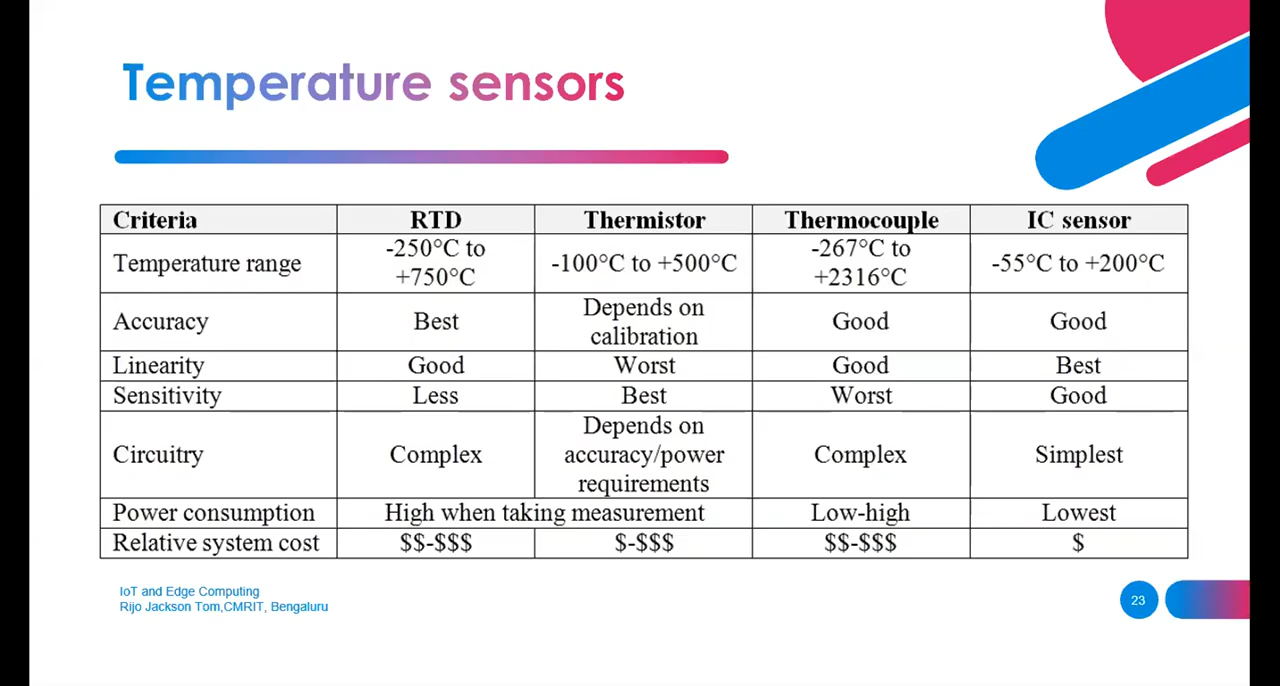 Temperature sensors
Criteria RTD Thermistor Thermocouple IC sensor
Temperature range -250°C to +750°C -100°C to +500°C -267°C to +2316°C -55°C to +200°C
Accuracy Best Depends on calibration Good Good
Linearity Good Worst Good Best
Sensitivity Less Best Worst Good
Circuitry Complex Depends on accuracy/power requirements Complex Simplest
Power consumption High when taking measurement Low-high Lowest
Relative system cost $$-$$$ $-$$$ $$-$$$ $
IoT and Edge Computing
Rijo Jackson Tom,CMRIT, Bengaluru
23